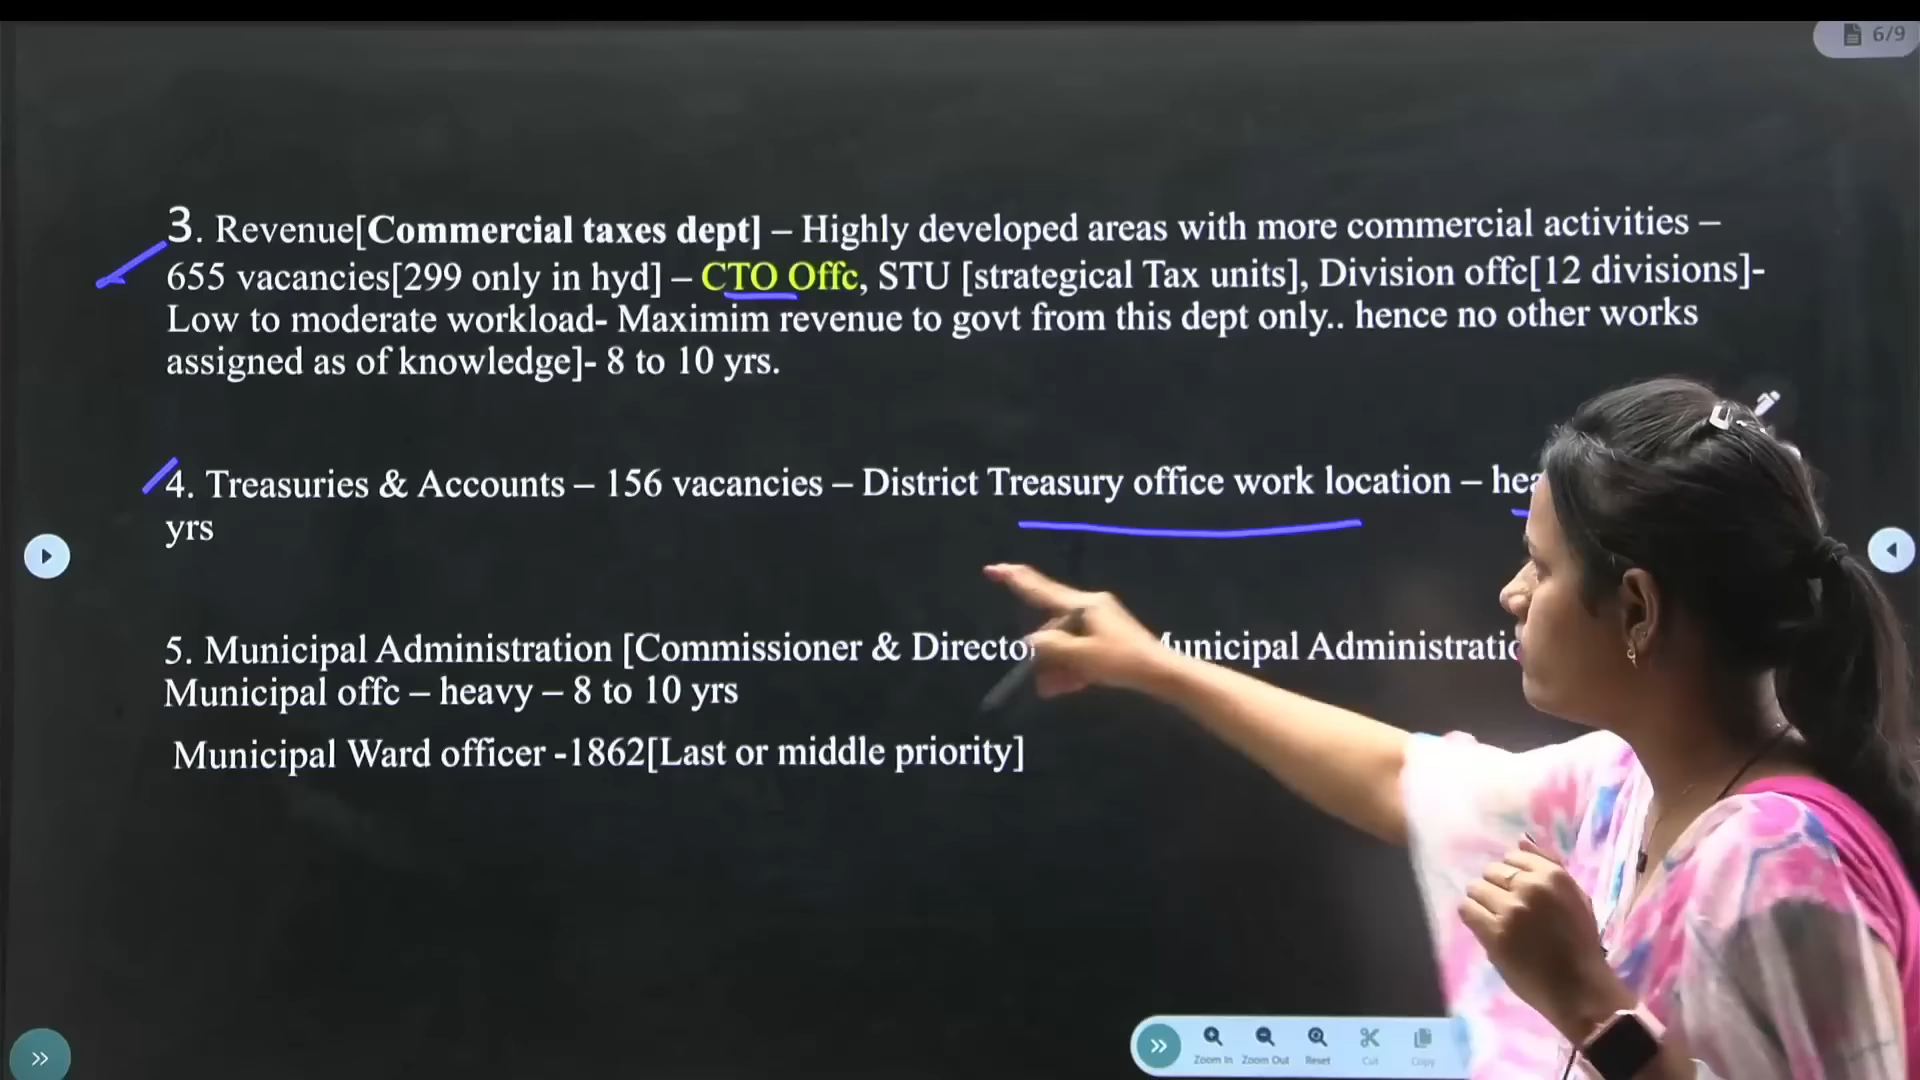 6/9
3. Revenue[Commercial taxes dept] – Highly developed areas with more commercial activities –
655 vacancies[299 only in hyd] – CTO Offc, STU [strategical Tax units], Division offc[12 divisions]-
Low to moderate workload- Maximim revenue to govt from this dept only.. hence no other works
assigned as of knowledge]- 8 to 10 yrs.
4. Treasuries & Accounts – 156 vacancies – District Treasury office work location –
yrs
5. Municipal Administration [Commissioner & Municipal Administratio
Municipal offc – heavy – 8 to 10 yrs
Municipal Ward officer -1862[Last or middle priority]
Zoom In Zoom Out Reset Cut Copy